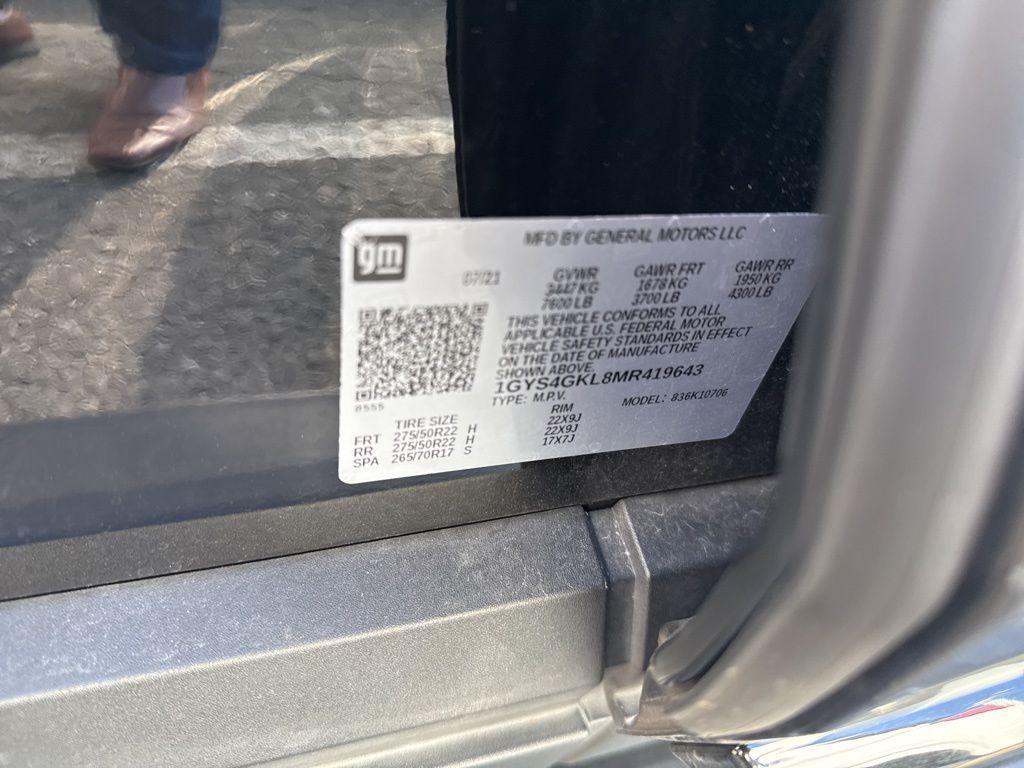 gm
MFD BY GENERAL MOTORS LLC
07/21 GVWR GAWR FRT GAWR RR
3447 KG 1678 KG 1950 KG
7600 LB 3700 LB 4300 LB
THIS VEHICLE CONFORMS TO ALL
APPLICABLE U.S. FEDERAL MOTOR
VEHICLE SAFETY STANDARDS IN EFFECT
ON THE DATE OF MANUFACTURE
SHOWN ABOVE.
1GYS4GKL8MR419643
TYPE: M.P.V. MODEL: 836K10706
8555
TIRE SIZE RIM
FRT 275/50R22 H 22X9J
RR 275/50R22 H 22X9J
SPA 265/70R17 S 17X7J